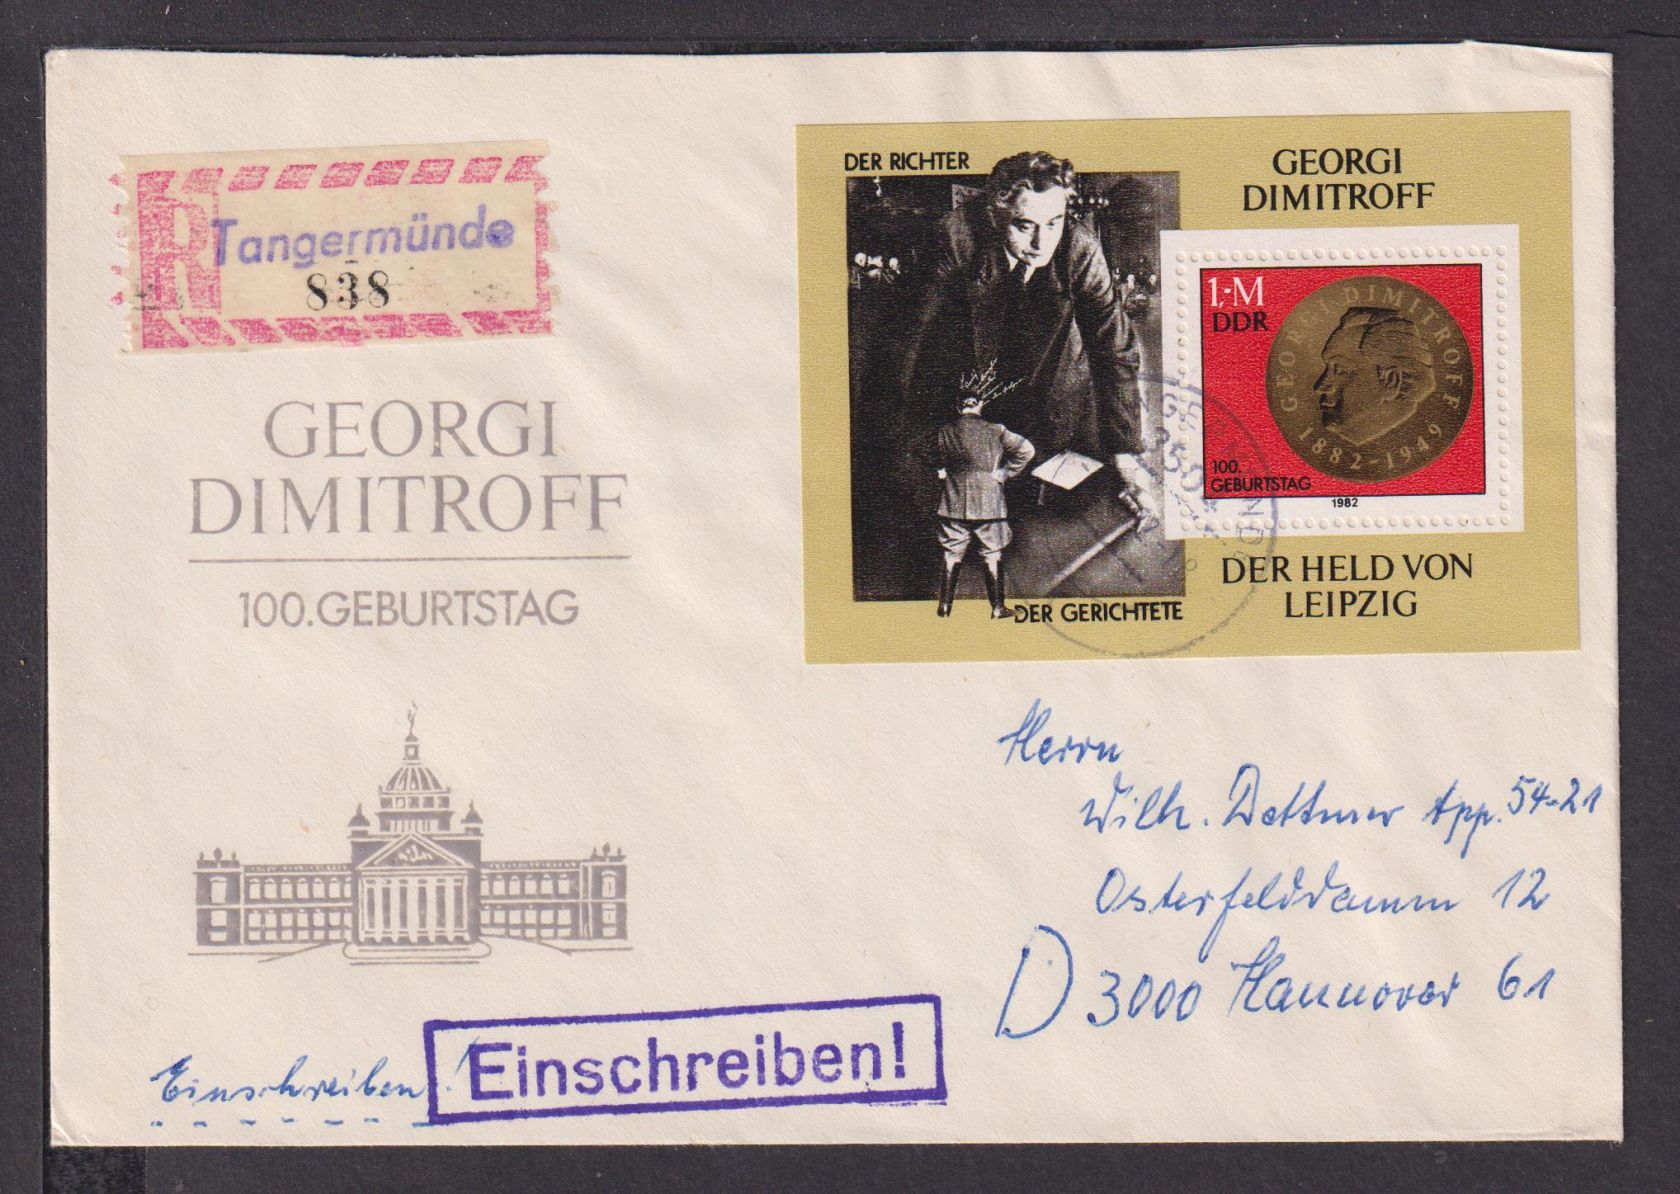 R
Tangermünde
838
GEORGI
DIMITROFF
100.GEBURTSTAG
DER RICHTER
DER GERICHTETE
GEORGI
DIMITROFF
1,-M
DDR
GEORGI DIMITROFF
1882-1949
100.
GEBURTSTAG
1982
DER HELD VON
LEIPZIG
Herrn
Wilh. Dettmer App. 54-21
Osterfelddamm 12
D 3000 Hannover 61
Einschreiben!
Einschreiben!